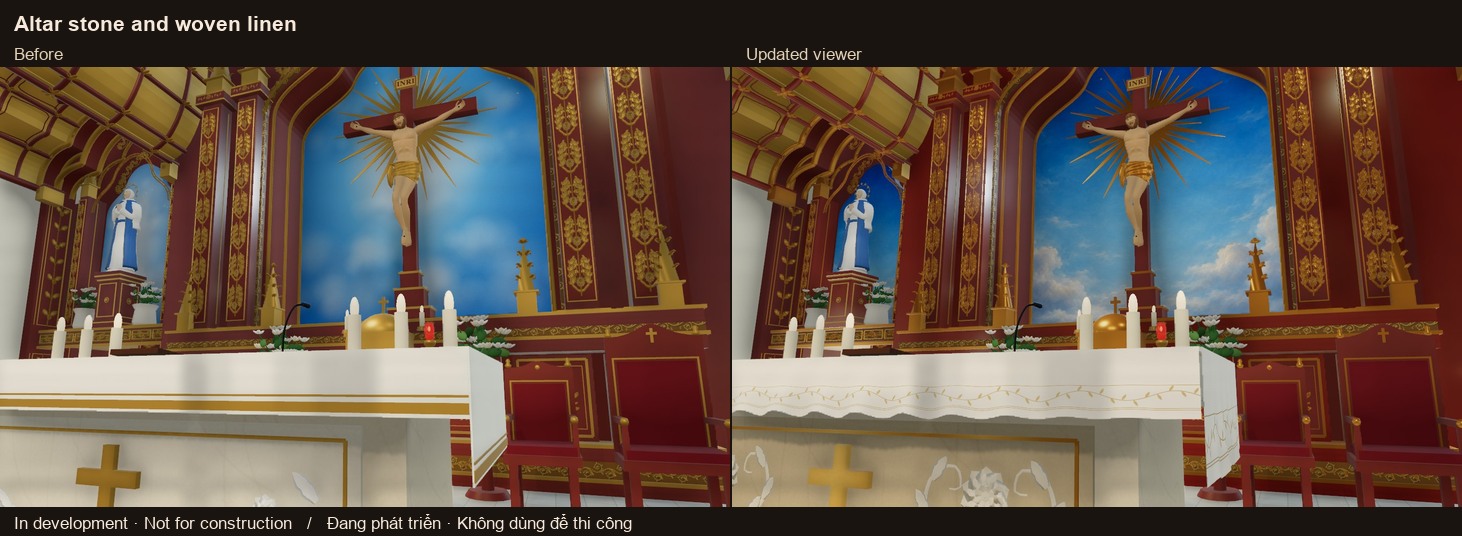 Altar stone and woven linen
Before
Updated viewer
INRI
INRI
In development · Not for construction / Đang phát triển · Không dùng để thi công